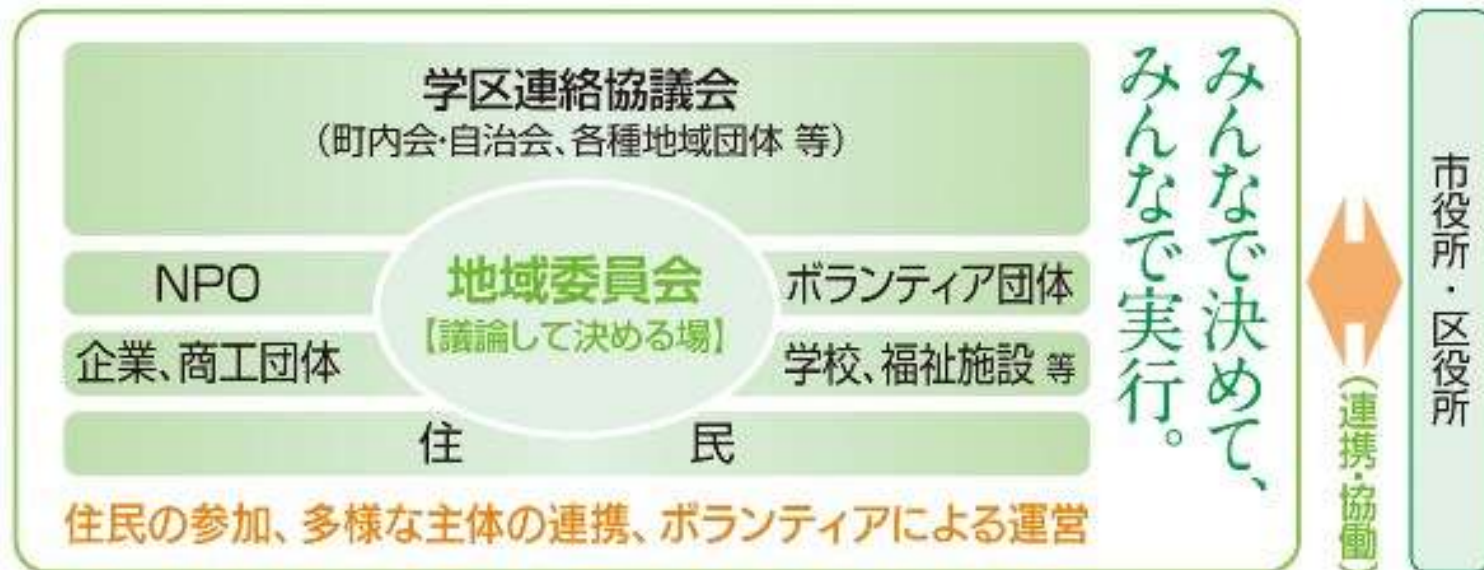 学区連絡協議会
（町内会・自治会、各種地域団体 等）
NPO
地域委員会
ボランティア団体
【議論して決める場】
企業、商工団体
学校、福祉施設 等
住 民
住民の参加、多様な主体の連携、ボランティアによる運営
みんなで決めて、
みんなで実行。
（連携・協働）
市役所・区役所